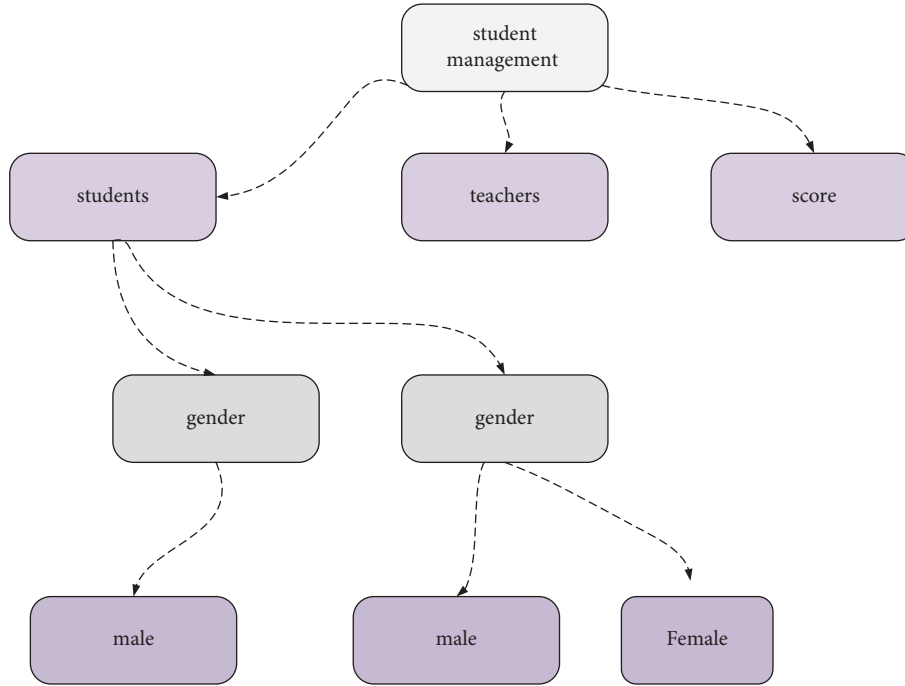 student
management
students
teachers
score
gender
gender
male
male
Female